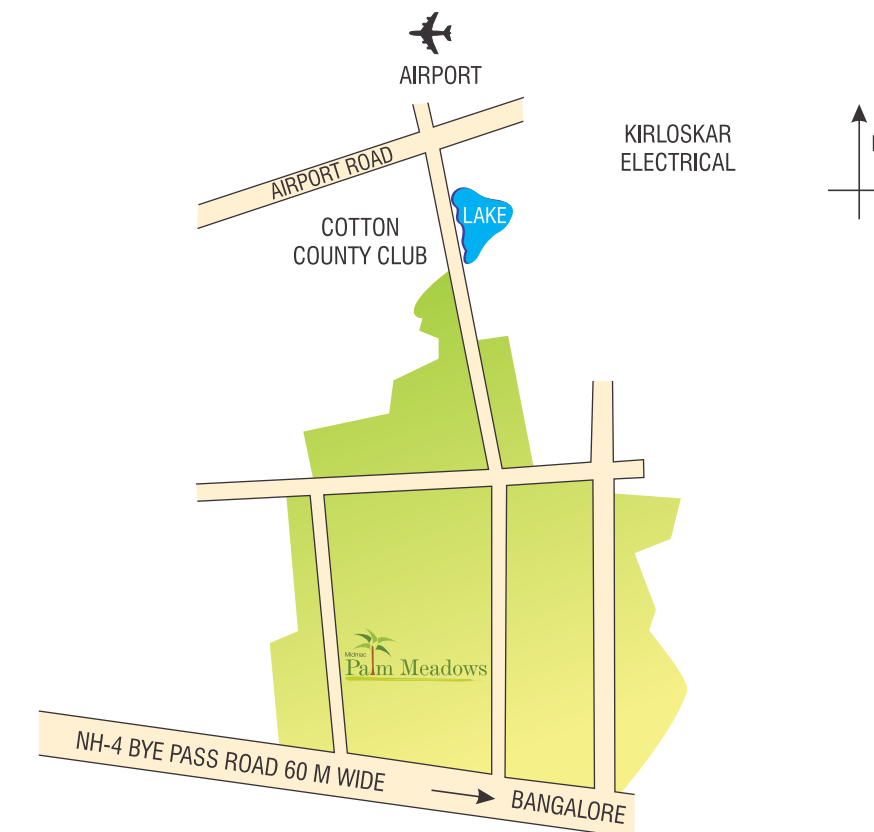 AIRPORT
AIRPORT ROAD
KIRLOSKAR
ELECTRICAL
LAKE
COTTON
COUNTY CLUB
Midmac
Palm Meadows
NH-4 BYE PASS ROAD 60 M WIDE
BANGALORE